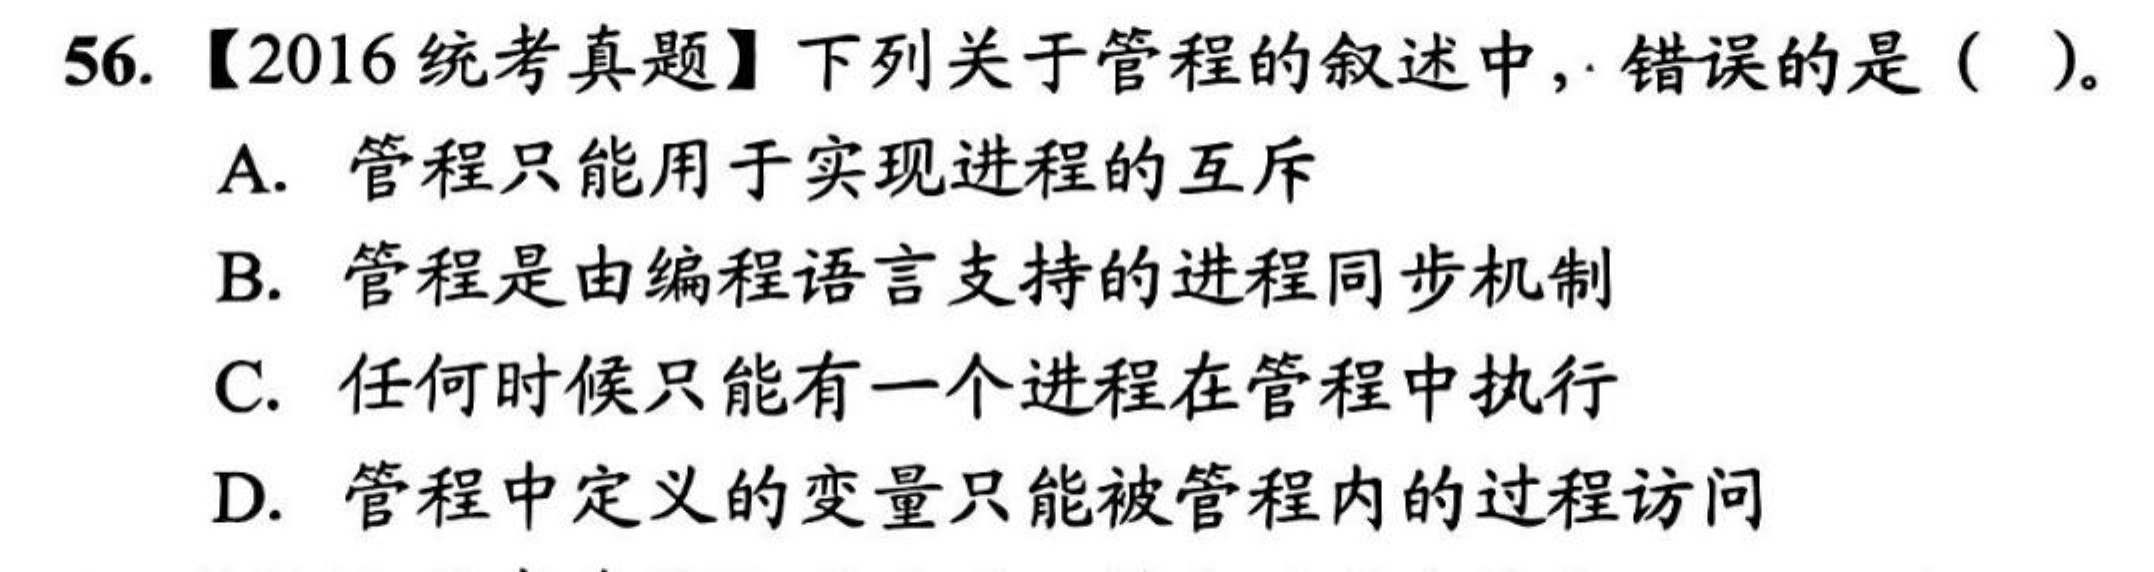 56. 【2016 统考真题】下列关于管程的叙述中，错误的是（ ）。
A. 管程只能用于实现进程的互斥
B. 管程是由编程语言支持的进程同步机制
C. 任何时候只能有一个进程在管程中执行
D. 管程中定义的变量只能被管程内的过程访问